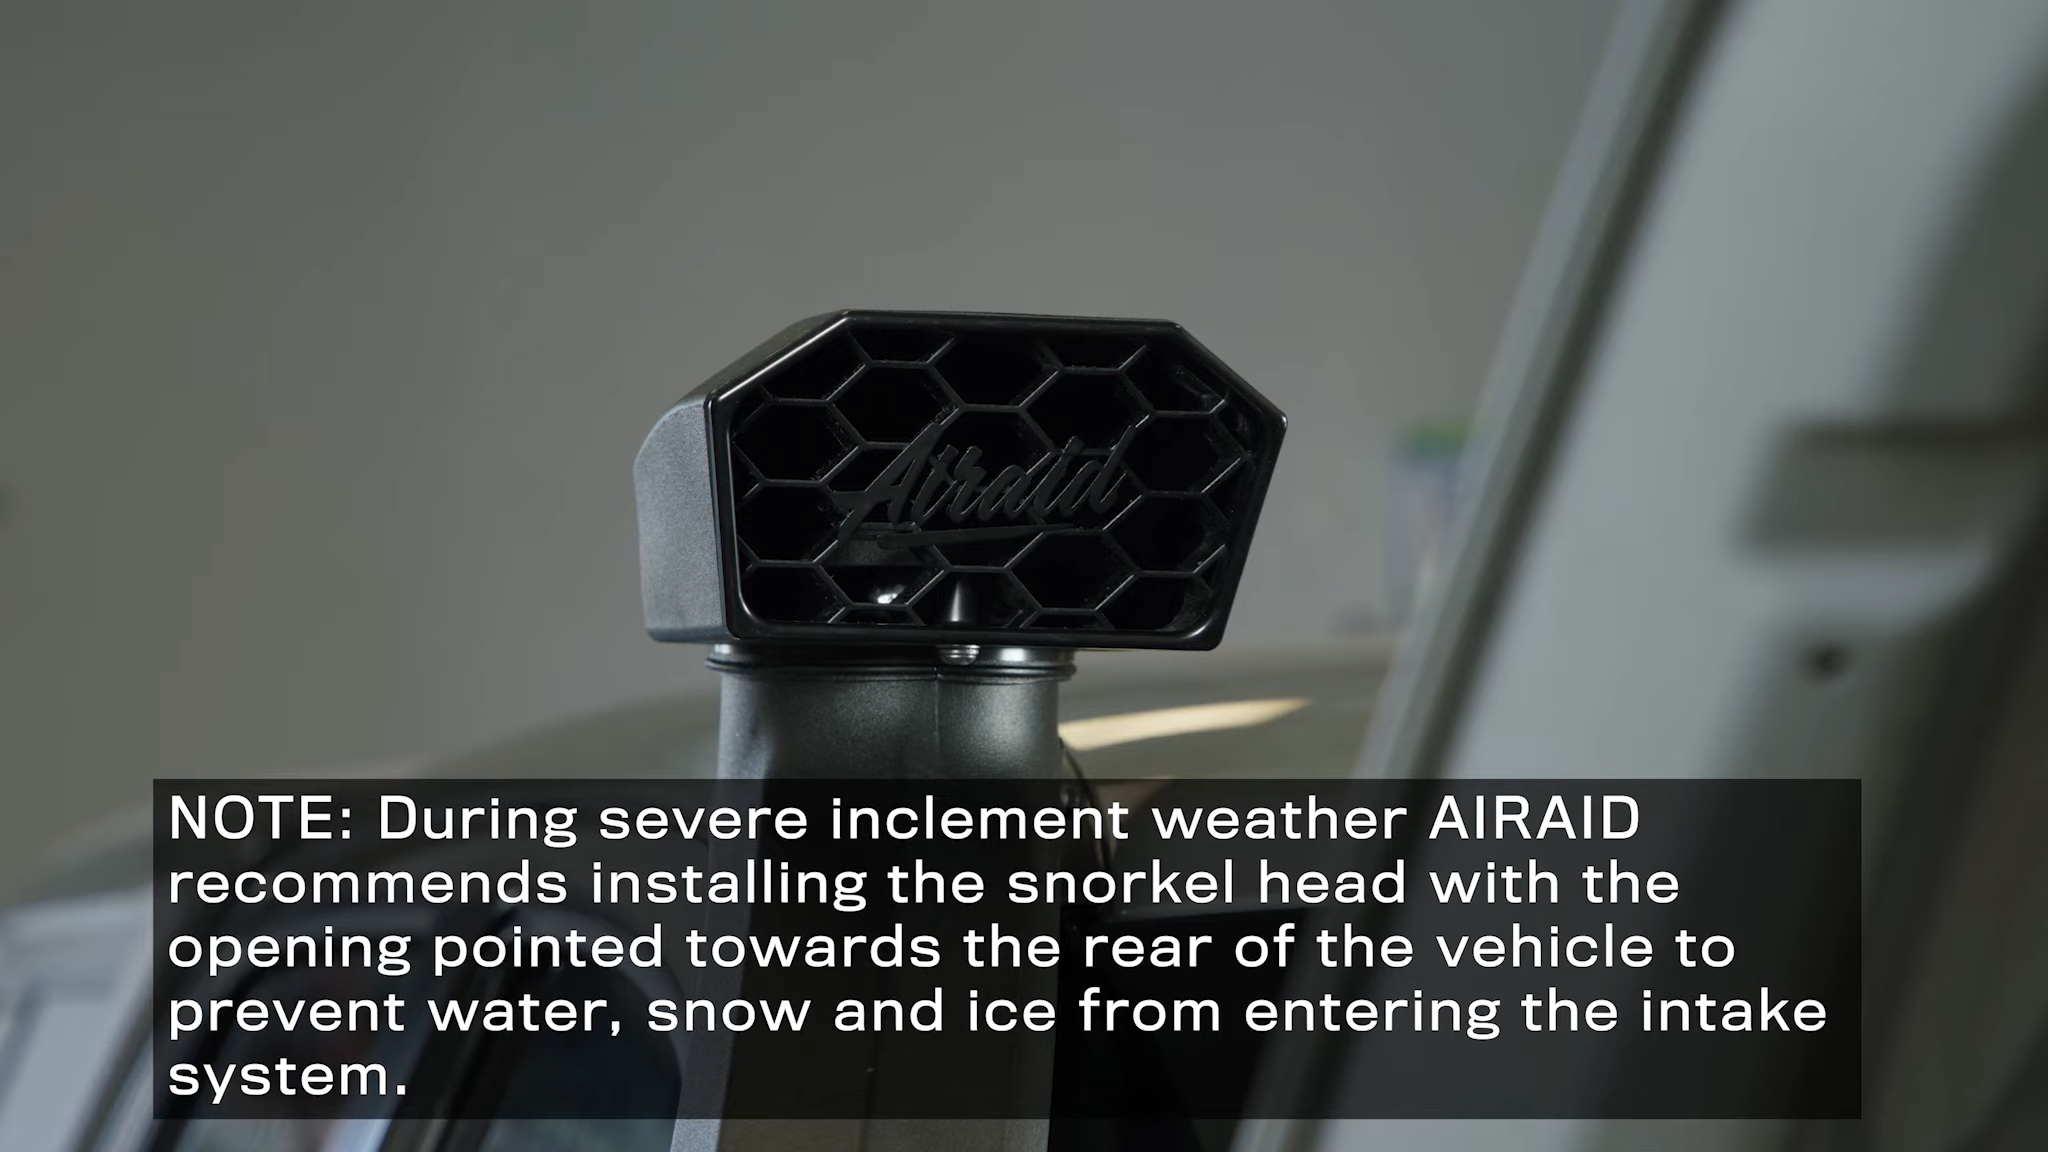 Airaid
NOTE: During severe inclement weather AIRAID
recommends installing the snorkel head with the
opening pointed towards the rear of the vehicle to
prevent water, snow and ice from entering the intake
system.